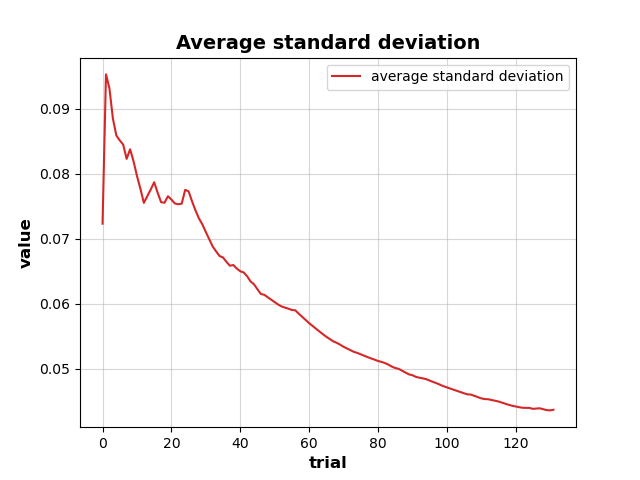 Average standard deviation
average standard deviation
0.09
0.08
0.07
0.06
0.05
value
0 20 40 60 80 100 120
trial